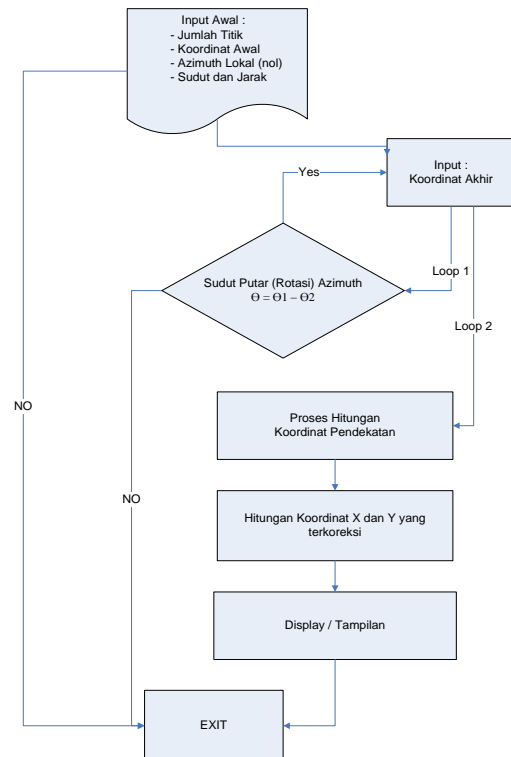 Input Awal :
- Jumlah Titik
- Koordinat Awal
- Azimuth Lokal (nol)
- Sudut dan Jarak
Input :
Koordinat Akhir
Yes
Sudut Putar (Rotasi) Azimuth
Ө = Ө1 – Ө2
Loop 1
Loop 2
NO
Proses Hitungan
Koordinat Pendekatan
NO
Hitungan Koordinat X dan Y yang
terkoreksi
Display / Tampilan
EXIT